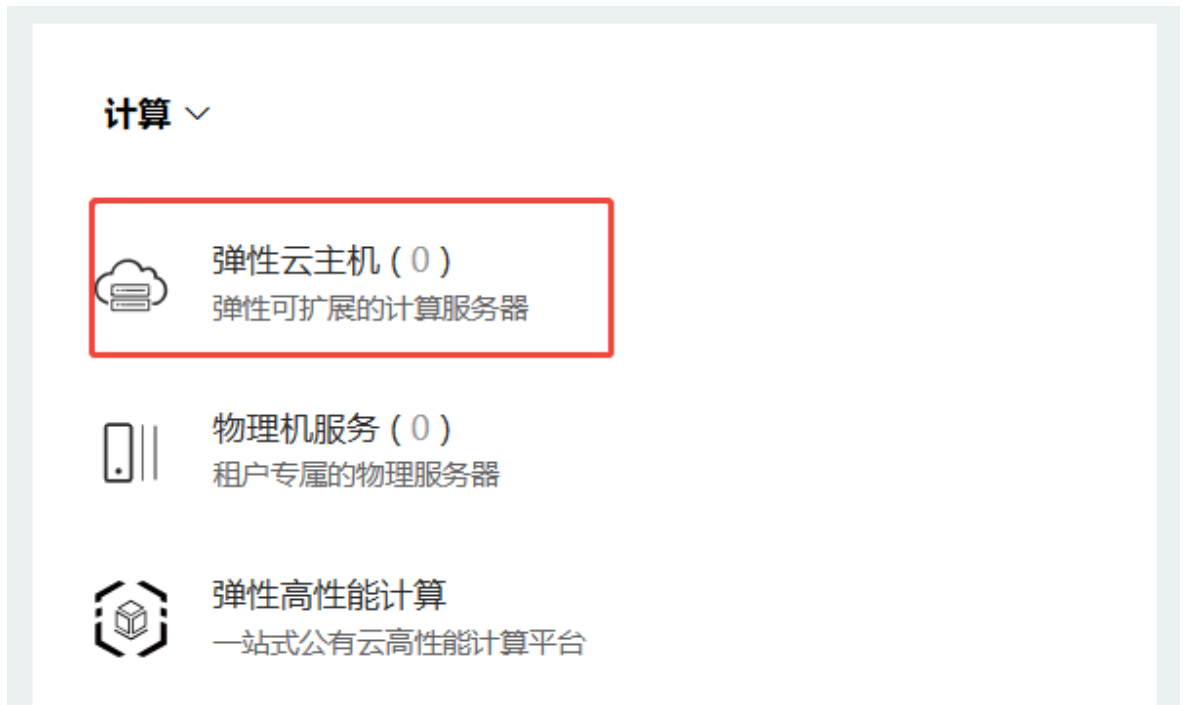 计算
弹性云主机 ( 0 )
弹性可扩展的计算服务器
物理机服务 ( 0 )
租户专属的物理服务器
弹性高性能计算
一站式公有云高性能计算平台